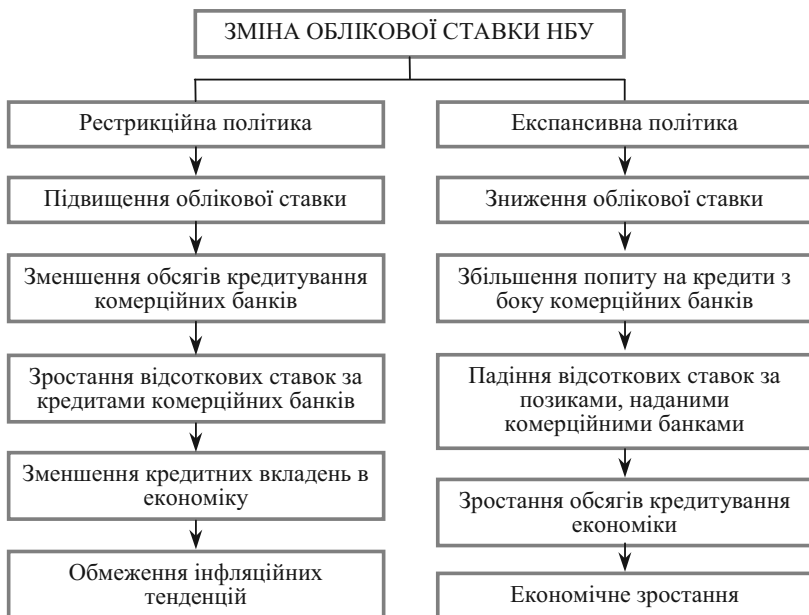 ЗМІНА ОБЛІКОВОЇ СТАВКИ НБУ
Рестрикційна політика
Підвищення облікової ставки
Зменшення обсягів кредитування
комерційних банків
Зростання відсоткових ставок за
кредитами комерційних банків
Зменшення кредитних вкладень в
економіку
Обмеження інфляційних
тенденцій
Експансивна політика
Зниження облікової ставки
Збільшення попиту на кредити з
боку комерційних банків
Падіння відсоткових ставок за
позиками, наданими
комерційними банками
Зростання обсягів кредитування
економіки
Економічне зростання